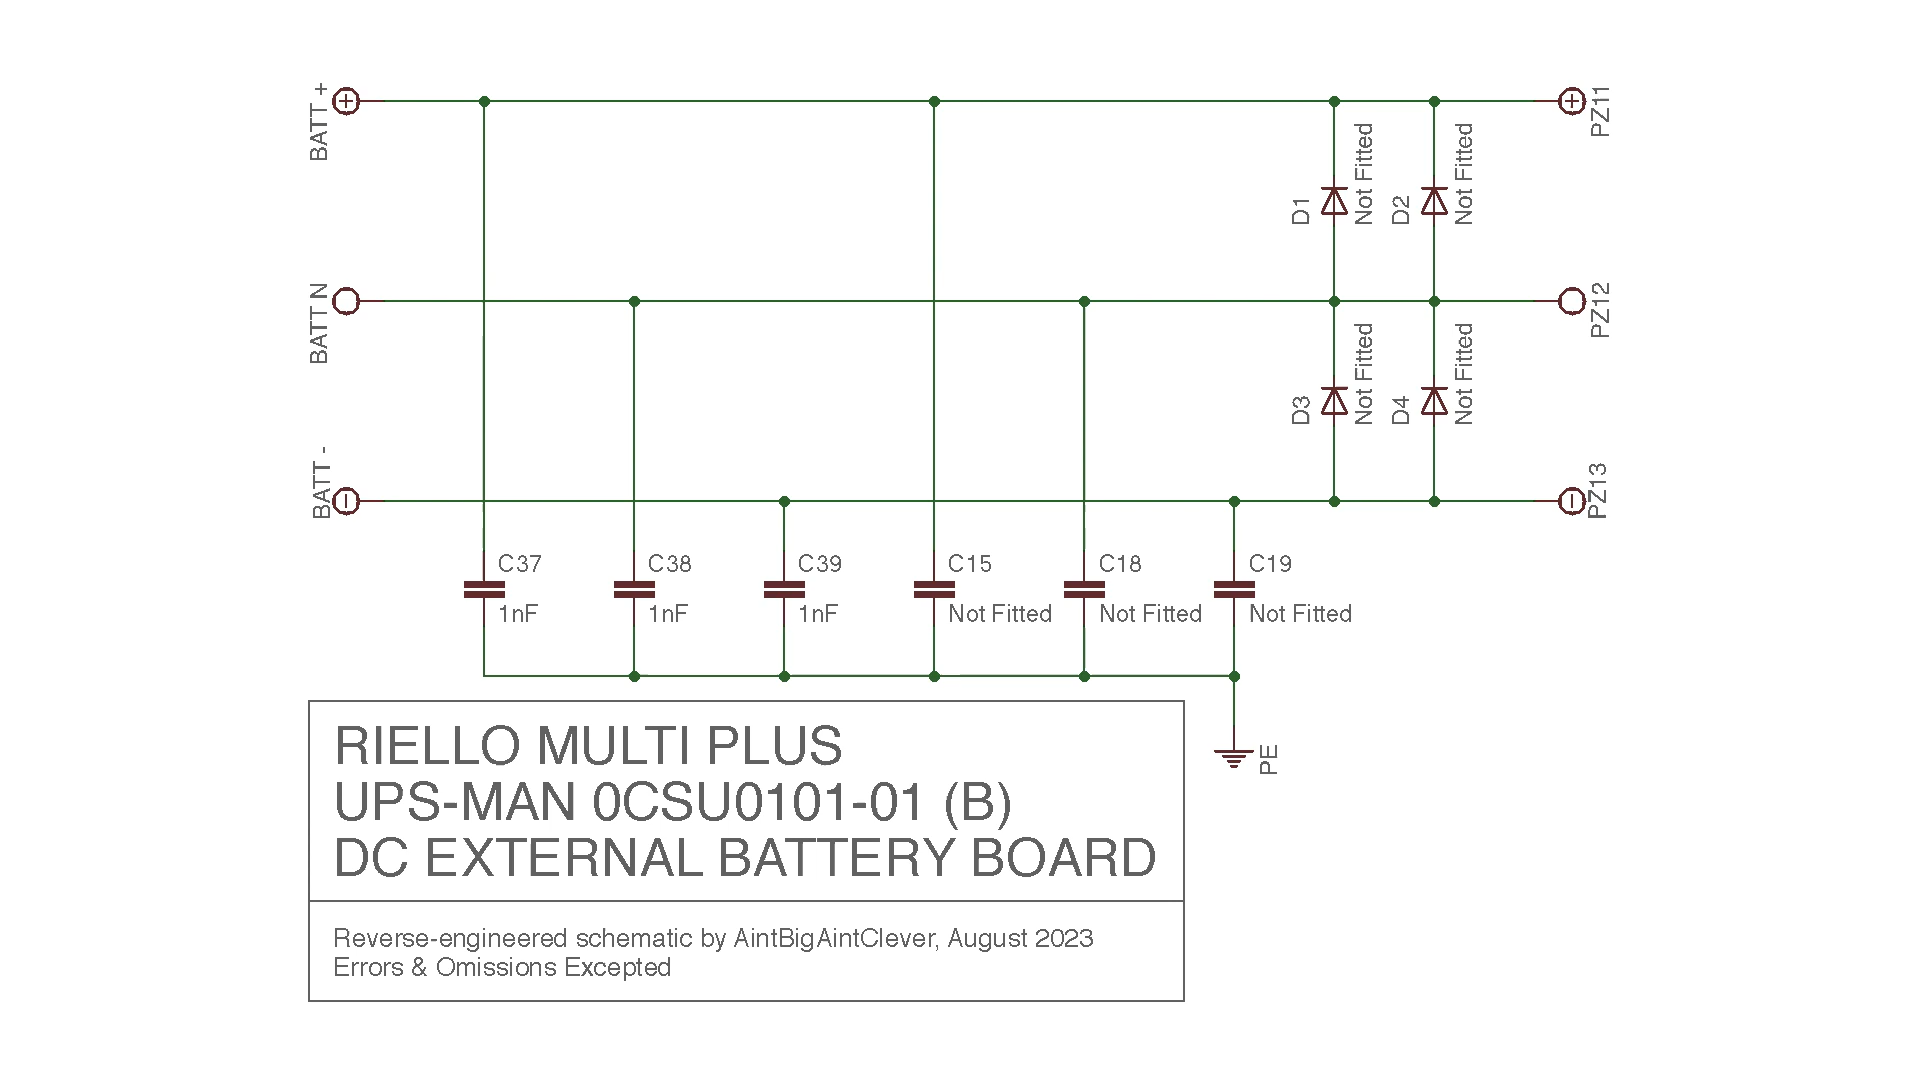 BATT +
PZ11
D1
Not Fitted
D2
Not Fitted
BATT N
PZ12
D3
Not Fitted
D4
Not Fitted
BATT -
PZ13
C37
1nF
C38
1nF
C39
1nF
C15
Not Fitted
C18
Not Fitted
C19
Not Fitted
PE
RIELLO MULTI PLUS
UPS-MAN 0CSU0101-01 (B)
DC EXTERNAL BATTERY BOARD
Reverse-engineered schematic by AintBigAintClever, August 2023
Errors & Omissions Excepted